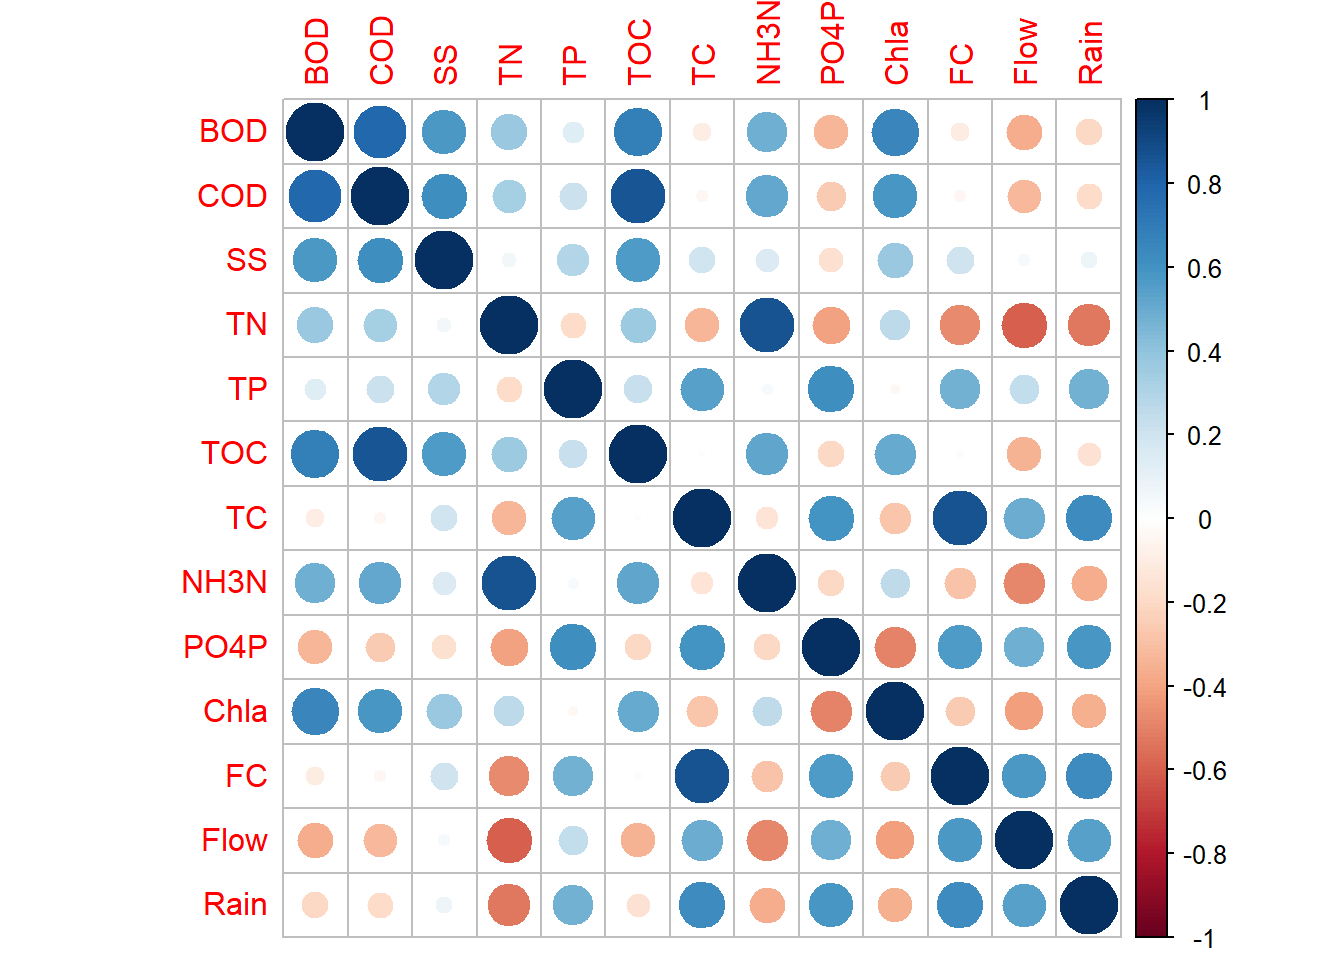 BOD COD SS TN TP TOC TC NH3N PO4P Chla FC Flow Rain
BOD
COD
SS
TN
TP
TOC
TC
NH3N
PO4P
Chla
FC
Flow
Rain
1
0.8
0.6
0.4
0.2
0
-0.2
-0.4
-0.6
-0.8
-1